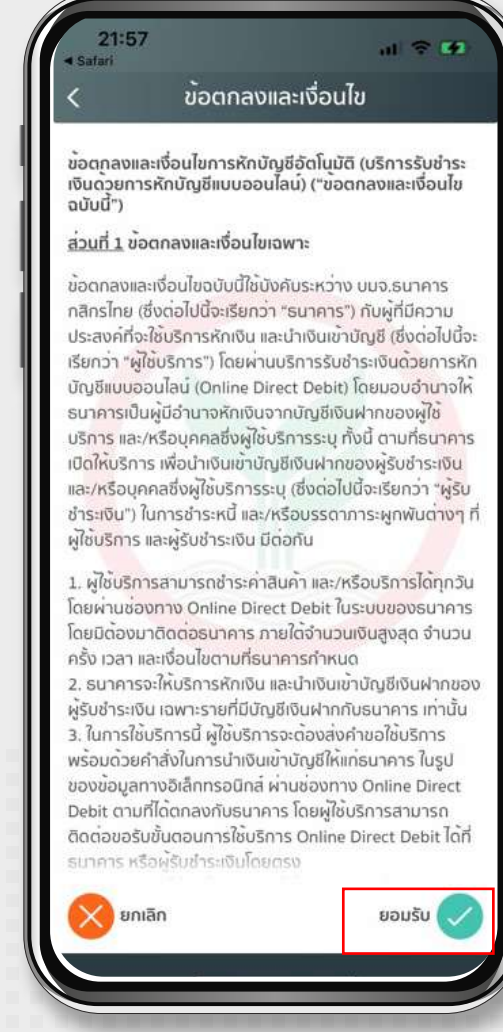 21:57
◀ Safari
ข้อตกลงและเงื่อนไข
ข้อตกลงและเงื่อนไขการหักบัญชีอัตโนมัติ (บริการรับชำระ
เงินด้วยการหักบัญชีแบบออนไลน์) ("ข้อตกลงและเงื่อนไข
ฉบับนี้")
ส่วนที่ 1 ข้อตกลงและเงื่อนไขเฉพาะ
ข้อตกลงและเงื่อนไขฉบับนี้ใช้บังคับระหว่าง บมจ.ธนาคาร
กสิกรไทย (ซึ่งต่อไปนี้จะเรียกว่า "ธนาคาร") กับผู้ที่มีความ
ประสงค์ที่จะใช้บริการหักเงิน และนำเงินเข้าบัญชี (ซึ่งต่อไปนี้จะ
เรียกว่า "ผู้ใช้บริการ") โดยผ่านบริการรับชำระเงินด้วยการหัก
บัญชีแบบออนไลน์ (Online Direct Debit) โดยมอบอำนาจให้
ธนาคารเป็นผู้มีอำนาจหักเงินจากบัญชีเงินฝากของผู้ใช้
บริการ และ/หรือบุคคลซึ่งผู้ใช้บริการระบุ ทั้งนี้ ตามที่ธนาคาร
เปิดให้บริการ เพื่อนำเงินเข้าบัญชีเงินฝากของผู้รับชำระเงิน
และ/หรือบุคคลซึ่งผู้ใช้บริการระบุ (ซึ่งต่อไปนี้จะเรียกว่า "ผู้รับ
ชำระเงิน") ในการชำระหนี้ และ/หรือบรรดาภาระผูกพันต่างๆ ที่
ผู้ใช้บริการ และผู้รับชำระเงิน มีต่อกัน
1. ผู้ใช้บริการสามารถชำระค่าสินค้า และ/หรือบริการได้ทุกวัน
โดยผ่านช่องทาง Online Direct Debit ในระบบของธนาคาร
โดยมิต้องมาติดต่อธนาคาร ภายใต้จำนวนเงินสูงสุด จำนวน
ครั้ง เวลา และเงื่อนไขตามที่ธนาคารกำหนด
2. ธนาคารจะให้บริการหักเงิน และนำเงินเข้าบัญชีเงินฝากของ
ผู้รับชำระเงิน เฉพาะรายที่มีบัญชีเงินฝากกับธนาคาร เท่านั้น
3. ในการใช้บริการนี้ ผู้ใช้บริการจะต้องส่งคำขอใช้บริการ
พร้อมด้วยคำสั่งในการนำเงินเข้าบัญชีให้แก่ธนาคาร ในรูป
ของข้อมูลทางอิเล็กทรอนิกส์ ผ่านช่องทาง Online Direct
Debit ตามที่ได้ตกลงกับธนาคาร โดยผู้ใช้บริการสามารถ
ติดต่อขอรับขั้นตอนการใช้บริการ Online Direct Debit ได้ที่
ธนาคาร หรือผู้รับชำระเงินโดยตรง
ยกเลิก
ยอมรับ